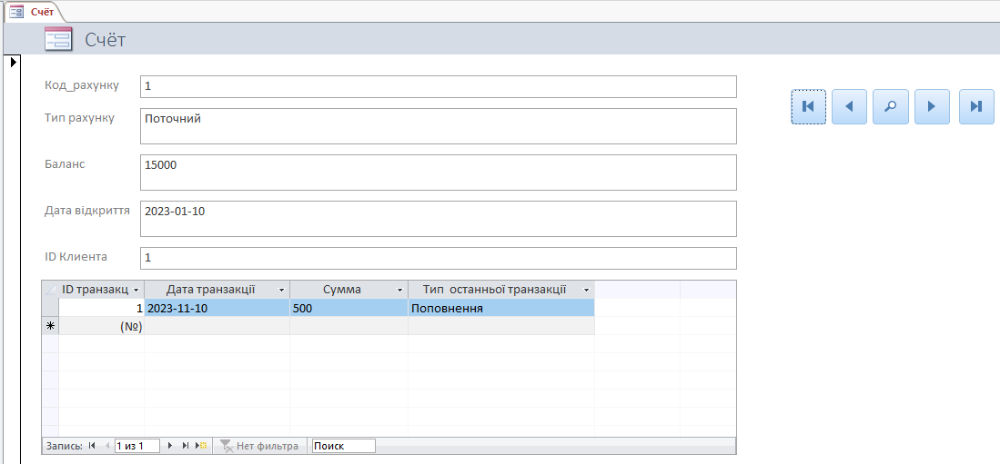 Счёт
Счёт
Код_рахунку 1
Тип рахунку Поточний
Баланс 15000
Дата відкриття 2023-01-10
ID Клиента 1
ID транзакц Дата транзакції Сумма Тип останньої транзакції
1 2023-11-10 500 Поповнення
(№)
Запись: 1 из 1 Нет фильтра Поиск